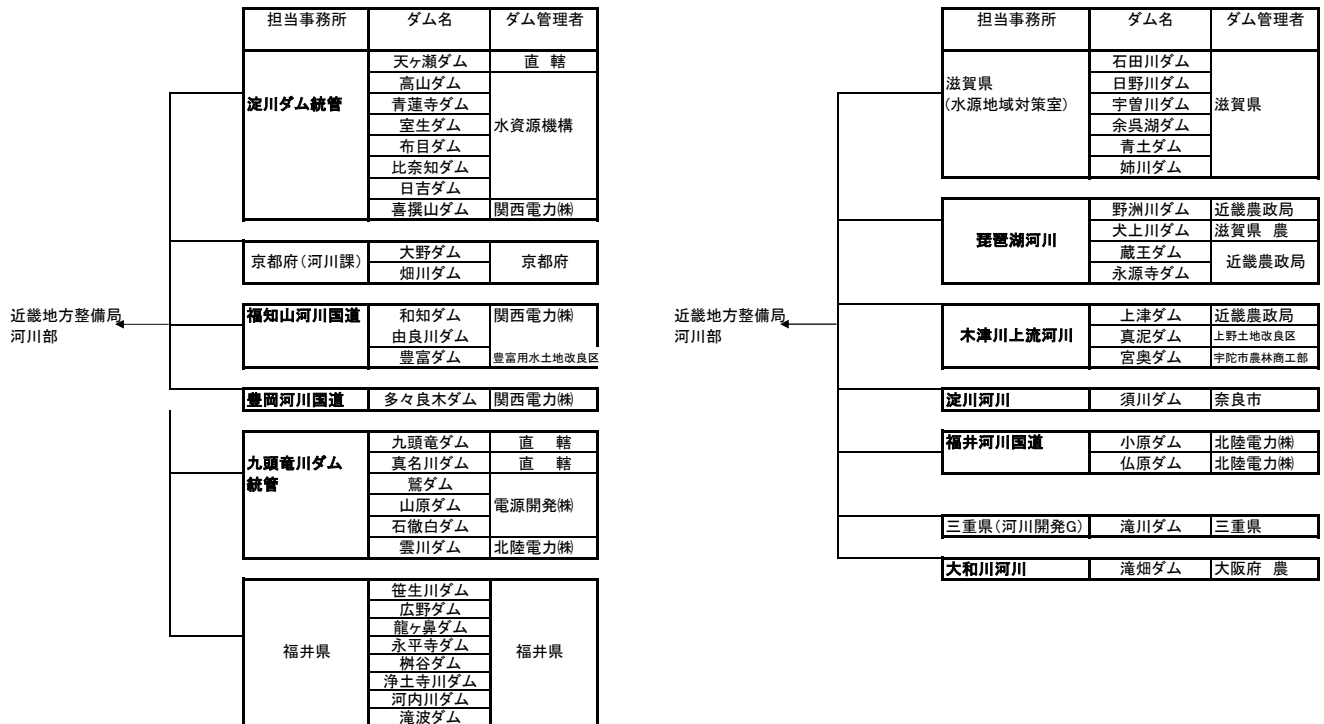 担当事務所 ダム名 ダム管理者
天ヶ瀬ダム 直 轄
高山ダム
淀川ダム統管 青蓮寺ダム
室生ダム 水資源機構
布目ダム
比奈知ダム
日吉ダム
喜撰山ダム 関西電力㈱
京都府(河川課) 大野ダム 京都府
畑川ダム
近畿地方整備局
河川部
福知山河川国道 和知ダム 関西電力㈱
由良川ダム
豊富ダム 豊富用水土地改良区
豊岡河川国道 多々良木ダム 関西電力㈱
九頭竜ダム 直 轄
九頭竜川ダム 真名川ダム 直 轄
統管 鷲ダム
山原ダム 電源開発㈱
石徹白ダム
雲川ダム 北陸電力㈱
笹生川ダム
広野ダム
龍ヶ鼻ダム
福井県 永平寺ダム 福井県
桝谷ダム
浄土寺川ダム
河内川ダム
滝波ダム
担当事務所 ダム名 ダム管理者
石田川ダム
滋賀県 日野川ダム
(水源地域対策室) 宇曽川ダム 滋賀県
余呉湖ダム
青土ダム
姉川ダム
野洲川ダム 近畿農政局
琵琶湖河川 犬上川ダム 滋賀県 農
蔵王ダム 近畿農政局
永源寺ダム
近畿地方整備局
河川部
上津ダム 近畿農政局
木津川上流河川 真泥ダム 上野土地改良区
宮奥ダム 宇陀市農林商工部
淀川河川 須川ダム 奈良市
福井河川国道 小原ダム 北陸電力㈱
仏原ダム 北陸電力㈱
三重県(河川開発G) 滝川ダム 三重県
大和川河川 滝畑ダム 大阪府 農